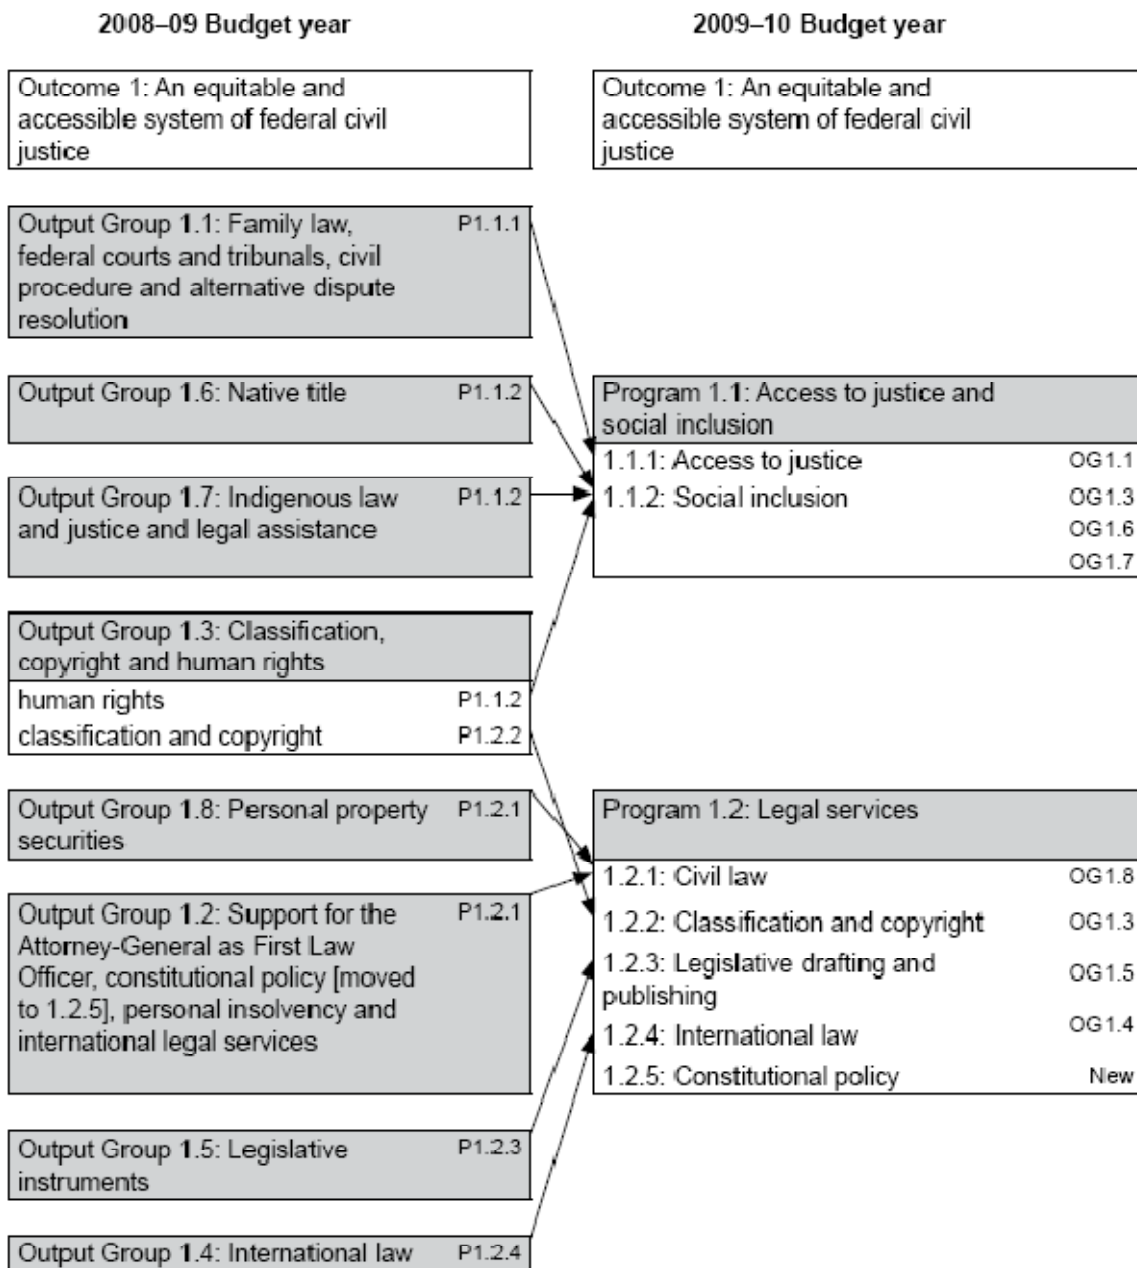 2008–09 Budget year
2009–10 Budget year
Outcome 1: An equitable and
accessible system of federal civil
justice
Outcome 1: An equitable and
accessible system of federal civil
justice
Output Group 1.1: Family law, P1.1.1
federal courts and tribunals, civil
procedure and alternative dispute
resolution
Output Group 1.6: Native title P1.1.2
Output Group 1.7: Indigenous law P1.1.2
and justice and legal assistance
Output Group 1.3: Classification,
copyright and human rights
human rights P1.1.2
classification and copyright P1.2.2
Output Group 1.8: Personal property P1.2.1
securities
Output Group 1.2: Support for the P1.2.1
Attorney-General as First Law
Officer, constitutional policy [moved
to 1.2.5], personal insolvency and
international legal services
Output Group 1.5: Legislative P1.2.3
instruments
Output Group 1.4: International law P1.2.4
Program 1.1: Access to justice and
social inclusion
1.1.1: Access to justice OG1.1
1.1.2: Social inclusion OG1.3
OG1.6
OG1.7
Program 1.2: Legal services
1.2.1: Civil law OG1.8
1.2.2: Classification and copyright OG1.3
1.2.3: Legislative drafting and OG1.5
publishing
1.2.4: International law OG1.4
1.2.5: Constitutional policy New